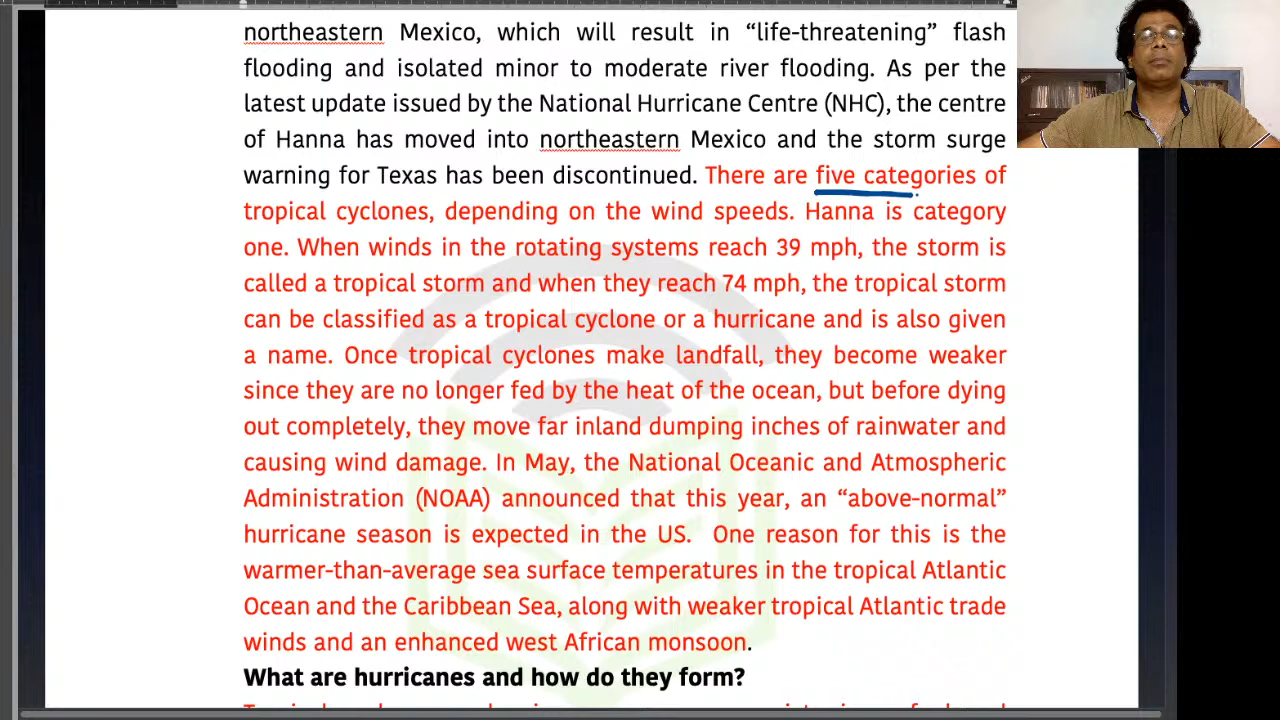 northeastern Mexico, which will result in “life-threatening” flash
flooding and isolated minor to moderate river flooding. As per the
latest update issued by the National Hurricane Centre (NHC), the centre
of Hanna has moved into northeastern Mexico and the storm surge
warning for Texas has been discontinued. There are five categories of
tropical cyclones, depending on the wind speeds. Hanna is category
one. When winds in the rotating systems reach 39 mph, the storm is
called a tropical storm and when they reach 74 mph, the tropical storm
can be classified as a tropical cyclone or a hurricane and is also given
a name. Once tropical cyclones make landfall, they become weaker
since they are no longer fed by the heat of the ocean, but before dying
out completely, they move far inland dumping inches of rainwater and
causing wind damage. In May, the National Oceanic and Atmospheric
Administration (NOAA) announced that this year, an “above-normal”
hurricane season is expected in the US. One reason for this is the
warmer-than-average sea surface temperatures in the tropical Atlantic
Ocean and the Caribbean Sea, along with weaker tropical Atlantic trade
winds and an enhanced west African monsoon.
What are hurricanes and how do they form?